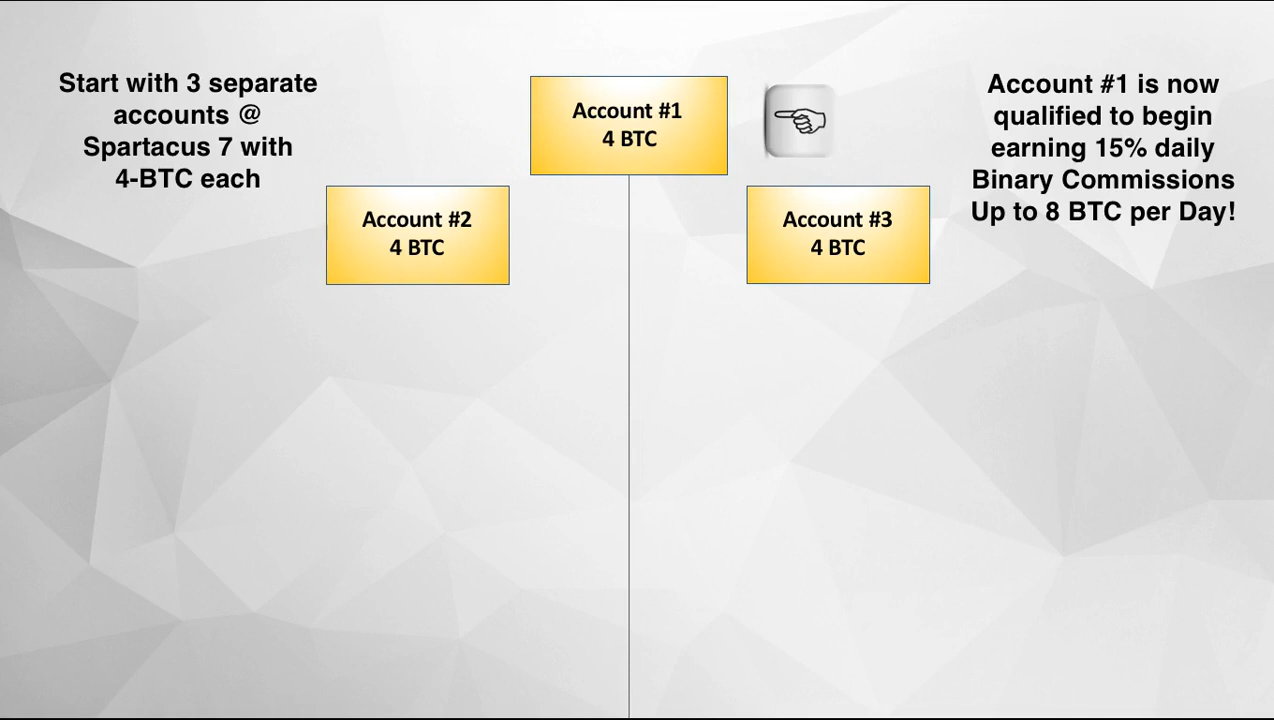 Start with 3 separate
accounts @
Spartacus 7 with
4-BTC each
Account #1
4 BTC
Account #2
4 BTC
Account #3
4 BTC
Account #1 is now
qualified to begin
earning 15% daily
Binary Commissions
Up to 8 BTC per Day!